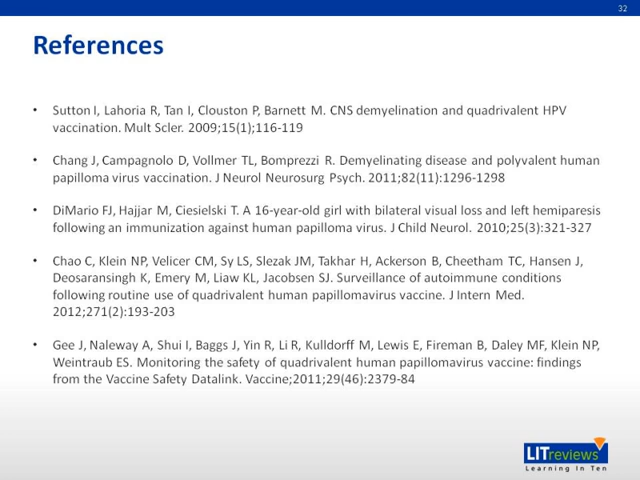 32
References
• Sutton I, Lahoria R, Tan I, Clouston P, Barnett M. CNS demyelination and quadrivalent HPV
vaccination. Mult Scler. 2009;15(1);116-119
• Chang J, Campagnolo D, Vollmer TL, Bomprezzi R. Demyelinating disease and polyvalent human
papilloma virus vaccination. J Neurol Neurosurg Psych. 2011;82(11):1296-1298
• DiMario FJ, Hajjar M, Ciesielski T. A 16-year-old girl with bilateral visual loss and left hemiparesis
following an immunization against human papilloma virus. J Child Neurol. 2010;25(3):321-327
• Chao C, Klein NP, Velicer CM, Sy LS, Slezak JM, Takhar H, Ackerson B, Cheetham TC, Hansen J,
Deosaransingh K, Emery M, Liaw KL, Jacobsen SJ. Surveillance of autoimmune conditions
following routine use of quadrivalent human papillomavirus vaccine. J Intern Med.
2012;271(2):193-203
• Gee J, Naleway A, Shui I, Baggs J, Yin R, Li R, Kulldorff M, Lewis E, Fireman B, Daley MF, Klein NP,
Weintraub ES. Monitoring the safety of quadrivalent human papillomavirus vaccine: findings
from the Vaccine Safety Datalink. Vaccine;2011;29(46):2379-84
LITreviews
Learning In Ten